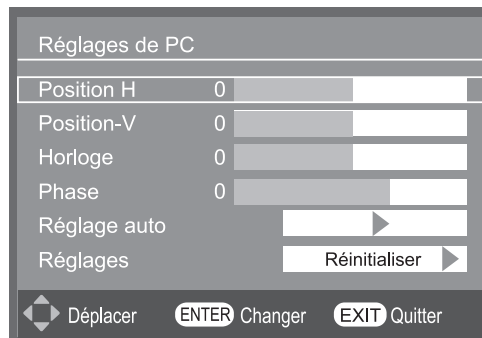 Réglages de PC
Position H 0
Position-V 0
Horloge 0
Phase 0
Réglage auto
Réglages Réinitialiser
Déplacer ENTER Changer EXIT Quitter